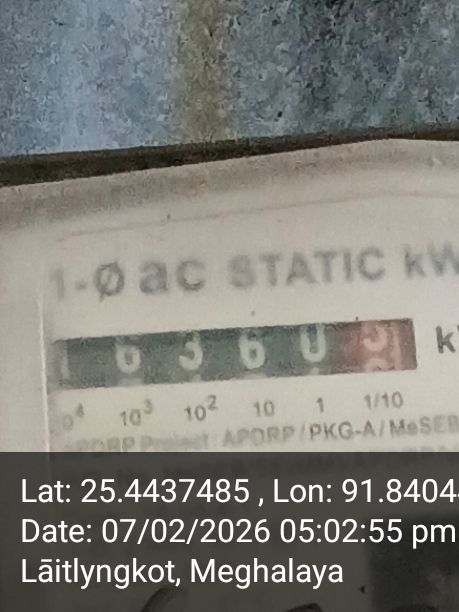 1-Ø ac STATIC kW
1 6 3 6 0
10³ 10² 10 1 1/10
APDRP Project: APDRP/PKG-A/MeSEB
Lat: 25.4437485 , Lon: 91.8404
Date: 07/02/2026 05:02:55 pm
Lāitlyngkot, Meghalaya